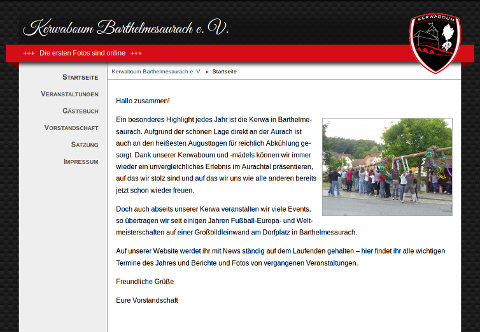 Kerwaboum Barthelmesaurach e. V.
KERWABOUM
+++ Die ersten Fotos sind online +++
Startseite
Veranstaltungen
Gästebuch
Vorstandschaft
Satzung
Impressum
Kerwaboum Barthelmesaurach e. V. ▸ Startseite
Hallo zusammen!
Ein besonderes Highlight jedes Jahr ist die Kerwa in Barthelme-
saurach. Aufgrund der schönen Lage direkt an der Aurach ist
auch an den heißesten Augusttagen für reichlich Abkühlung ge-
sorgt. Dank unserer Kerwaboum und -mädels können wir immer
wieder ein unvergleichliches Erlebnis im Aurachtal präsentieren,
auf das wir stolz sind und auf das wir uns wie alle anderen bereits
jetzt schon wieder freuen.
Doch auch abseits unserer Kerwa veranstalten wir viele Events,
so übertragen wir seit einigen Jahren Fußball-Europa- und Welt-
meisterschaften auf einer Großbildleinwand am Dorfplatz in Barthelmesaurach.
Auf unserer Website werdet ihr mit News ständig auf dem Laufenden gehalten – hier findet ihr alle wichtigen
Termine des Jahres und Berichte und Fotos von vergangenen Veranstaltungen.
Freundliche Grüße
Eure Vorstandschaft